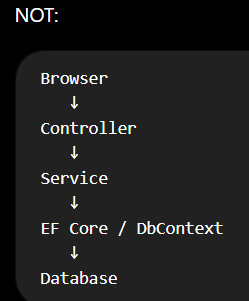 NOT:
Browser
↓
Controller
↓
Service
↓
EF Core / DbContext
↓
Database